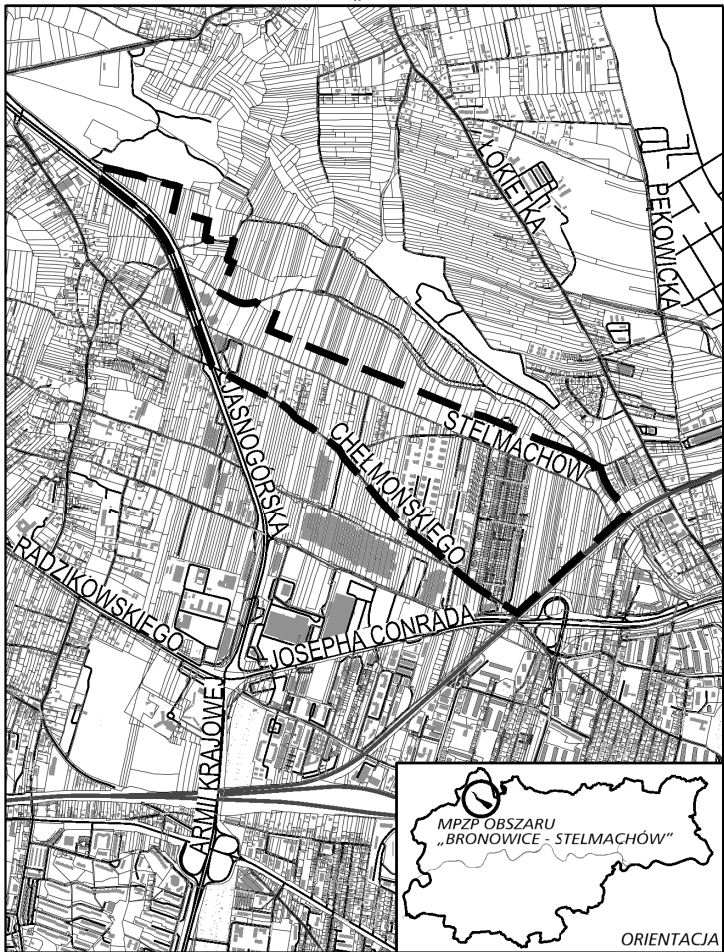 ŁOKIETKA
PĘKOWICKA
JASNOGÓRSKA
STELMACHÓW
CHEŁMOŃSKIEGO
RADZIKOWSKIEGO
JOSEPHA CONRADA
ARMII KRAJOWEJ
MPZP OBSZARU
„BRONOWICE - STELMACHÓW”
ORIENTACJA